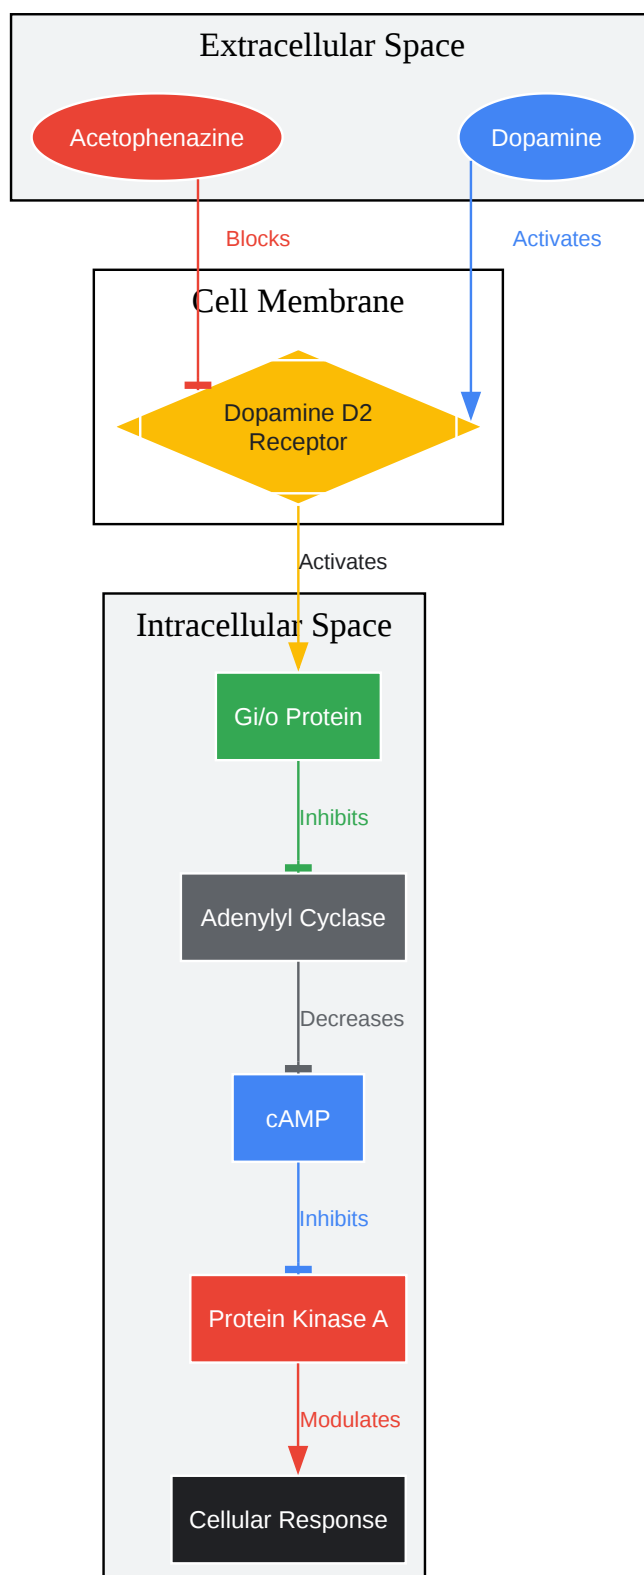 Extracellular Space
Acetophenazine
Dopamine
Blocks
Activates
Cell Membrane
Dopamine D2
Receptor
Activates
Intracellular Space
Gi/o Protein
Inhibits
Adenylyl Cyclase
Decreases
cAMP
Inhibits
Protein Kinase A
Modulates
Cellular Response